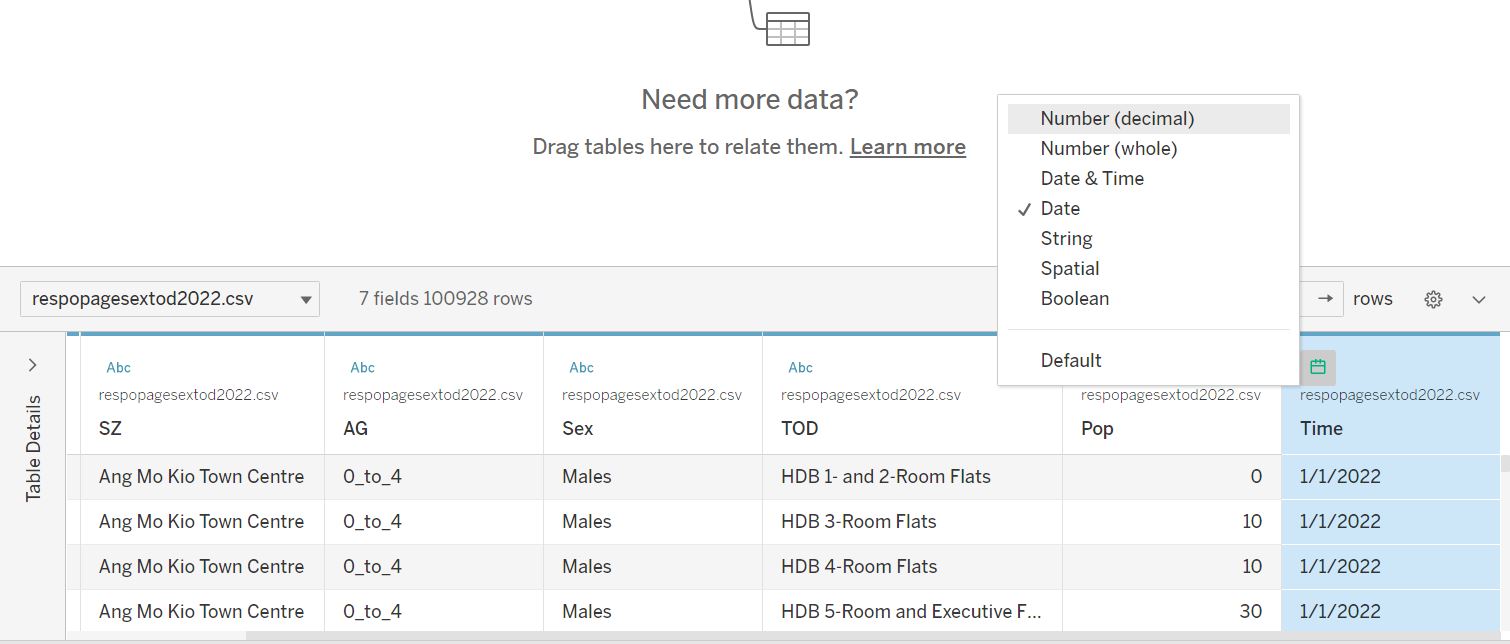 Need more data?
Drag tables here to relate them. Learn more
Number (decimal)
Number (whole)
Date & Time
Date
String
Spatial
Boolean
Default
respopagesextod2022.csv
7 fields 100928 rows
rows
Table Details
Abc Abc Abc Abc
respopagesextod2022.csv respopagesextod2022.csv respopagesextod2022.csv respopagesextod2022.csv respopagesextod2022.csv respopagesextod2022.csv
SZ AG Sex TOD Pop Time
Ang Mo Kio Town Centre 0_to_4 Males HDB 1- and 2-Room Flats 0 1/1/2022
Ang Mo Kio Town Centre 0_to_4 Males HDB 3-Room Flats 10 1/1/2022
Ang Mo Kio Town Centre 0_to_4 Males HDB 4-Room Flats 10 1/1/2022
Ang Mo Kio Town Centre 0_to_4 Males HDB 5-Room and Executive F... 30 1/1/2022